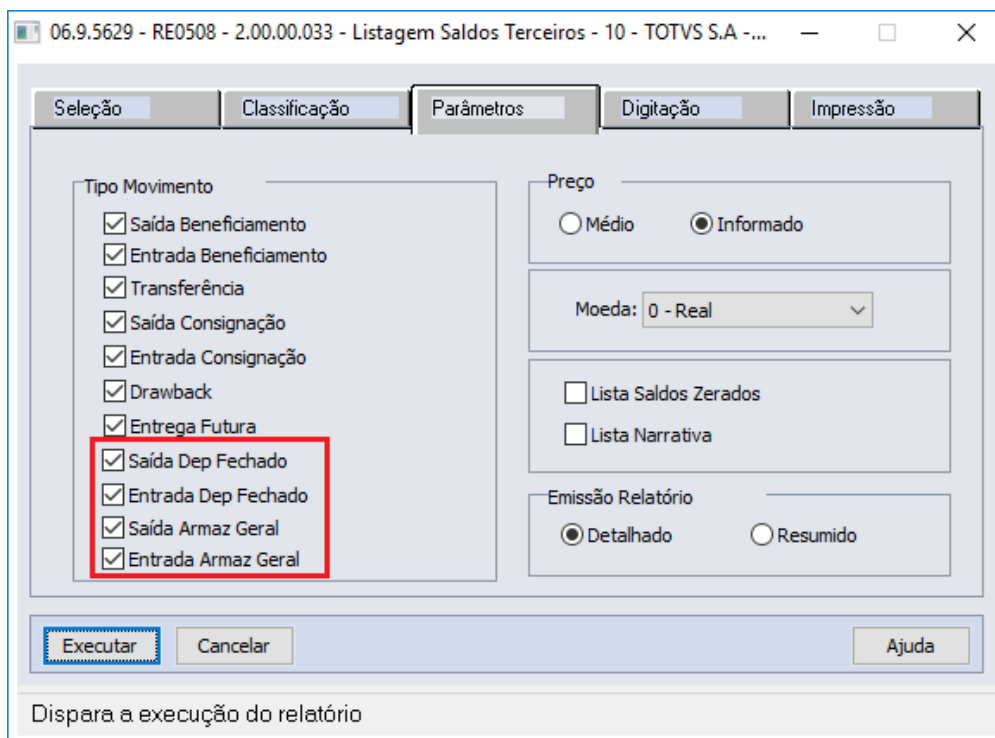 06.9.5629 - RE0508 - 2.00.00.033 - Listagem Saldos Terceiros - 10 - TOTVS S.A -...
Seleção Classificação Parâmetros Digitação Impressão
Tipo Movimento
Saída Beneficiamento
Entrada Beneficiamento
Transferência
Saída Consignação
Entrada Consignação
Drawback
Entrega Futura
Saída Dep Fechado
Entrada Dep Fechado
Saída Armaz Geral
Entrada Armaz Geral
Preço
Médio Informado
Moeda: 0 - Real
Lista Saldos Zerados
Lista Narrativa
Emissão Relatório
Detalhado Resumido
Executar Cancelar Ajuda
Dispara a execução do relatório